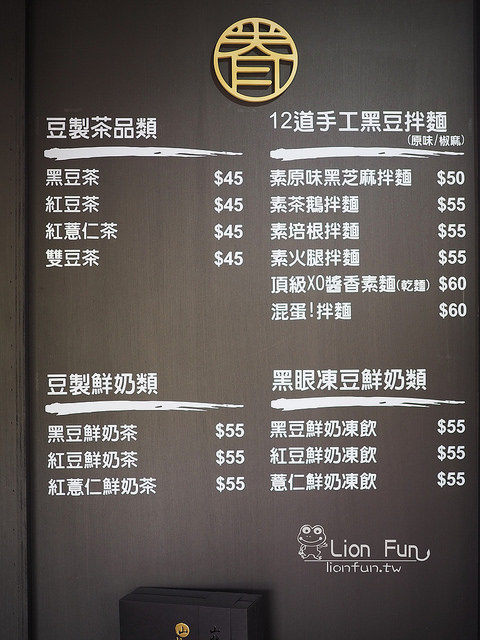 豆製茶品類
黑豆茶 $45
紅豆茶 $45
紅薏仁茶 $45
雙豆茶 $45
12道手工黑豆拌麵
(原味/椒麻)
素原味黑芝麻拌麵 $50
素茶鵝拌麵 $55
素培根拌麵 $55
素火腿拌麵 $55
頂級XO醬香素麵(乾麵) $60
混蛋!拌麵 $60
豆製鮮奶類
黑豆鮮奶茶 $55
紅豆鮮奶茶 $55
紅薏仁鮮奶茶 $55
黑眼凍豆鮮奶類
黑豆鮮奶凍飲 $55
紅豆鮮奶凍飲 $55
薏仁鮮奶凍飲 $55
Lion Fun
lionfun.tw